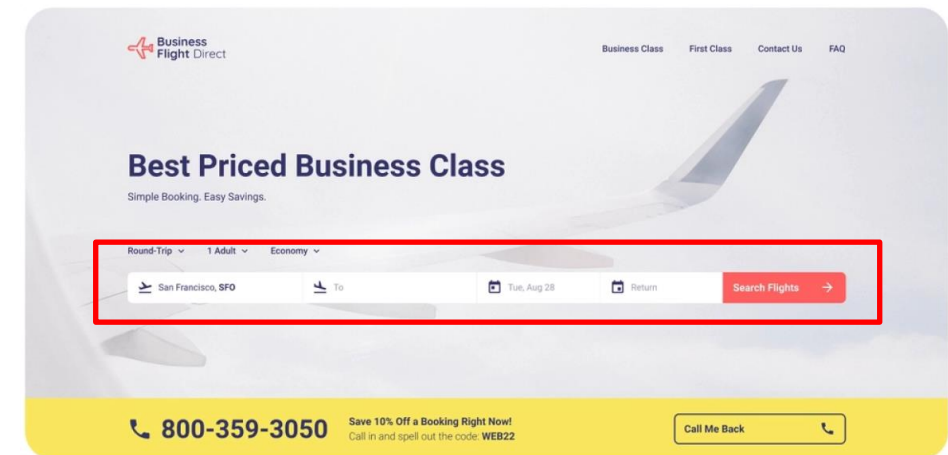 Business
Flight Direct
Business Class First Class Contact Us FAQ
Best Priced Business Class
Simple Booking. Easy Savings.
Round-Trip 1 Adult Economy
San Francisco, SFO To Tue, Aug 28 Return Search Flights
800-359-3050
Save 10% Off a Booking Right Now!
Call in and spell out the code: WEB22
Call Me Back